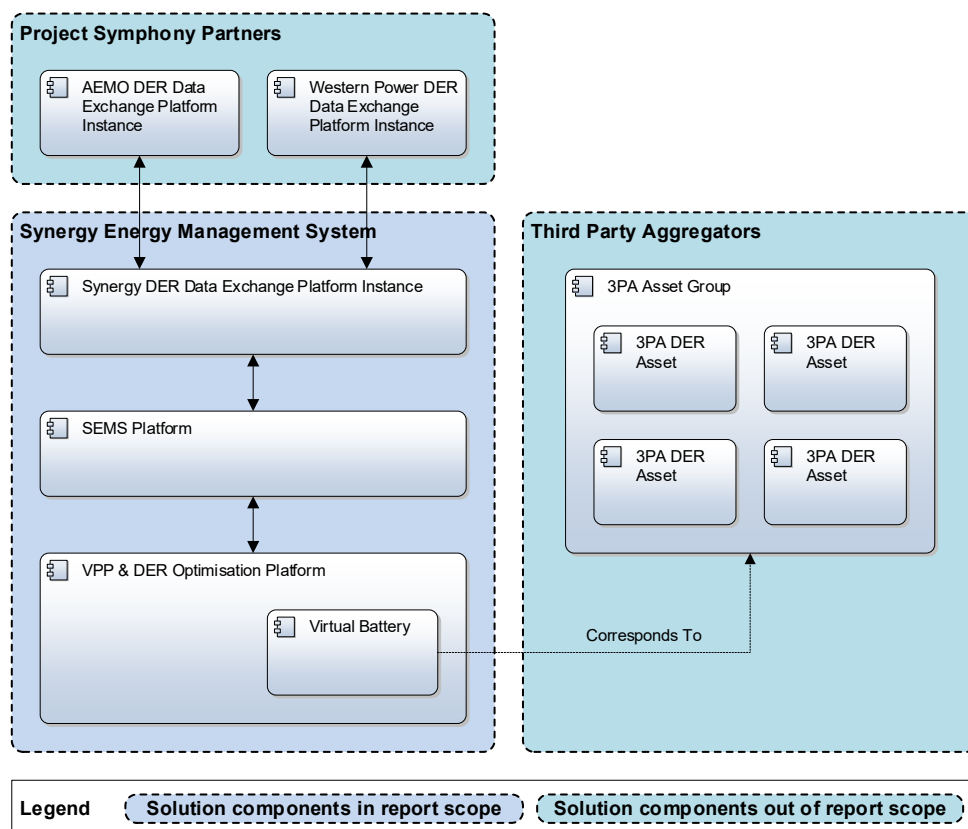 Project Symphony Partners
AEMO DER Data
Exchange Platform
Instance
Western Power DER
Data Exchange
Platform Instance
Synergy Energy Management System
Synergy DER Data Exchange Platform Instance
SEMS Platform
VPP & DER Optimisation Platform
Virtual Battery
Third Party Aggregators
3PA Asset Group
3PA DER
Asset
3PA DER
Asset
3PA DER
Asset
3PA DER
Asset
Corresponds To
Legend
Solution components in report scope
Solution components out of report scope